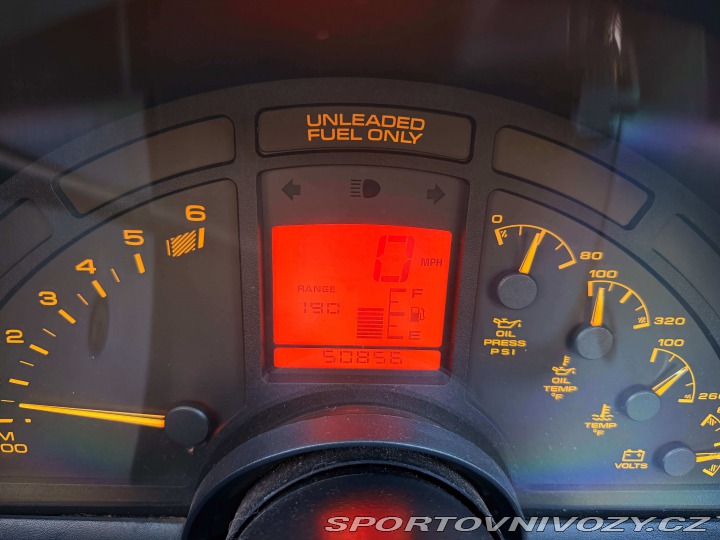 UNLEADED
FUEL ONLY
6
5
4
3
2
0 MPH
RANGE
190
F
E
50856
0
80
OIL
PRESS
PSI
100
320
OIL
TEMP
°F
100
260
TEMP
°F
VOLTS
SPORTOVNIVOZY.CZ